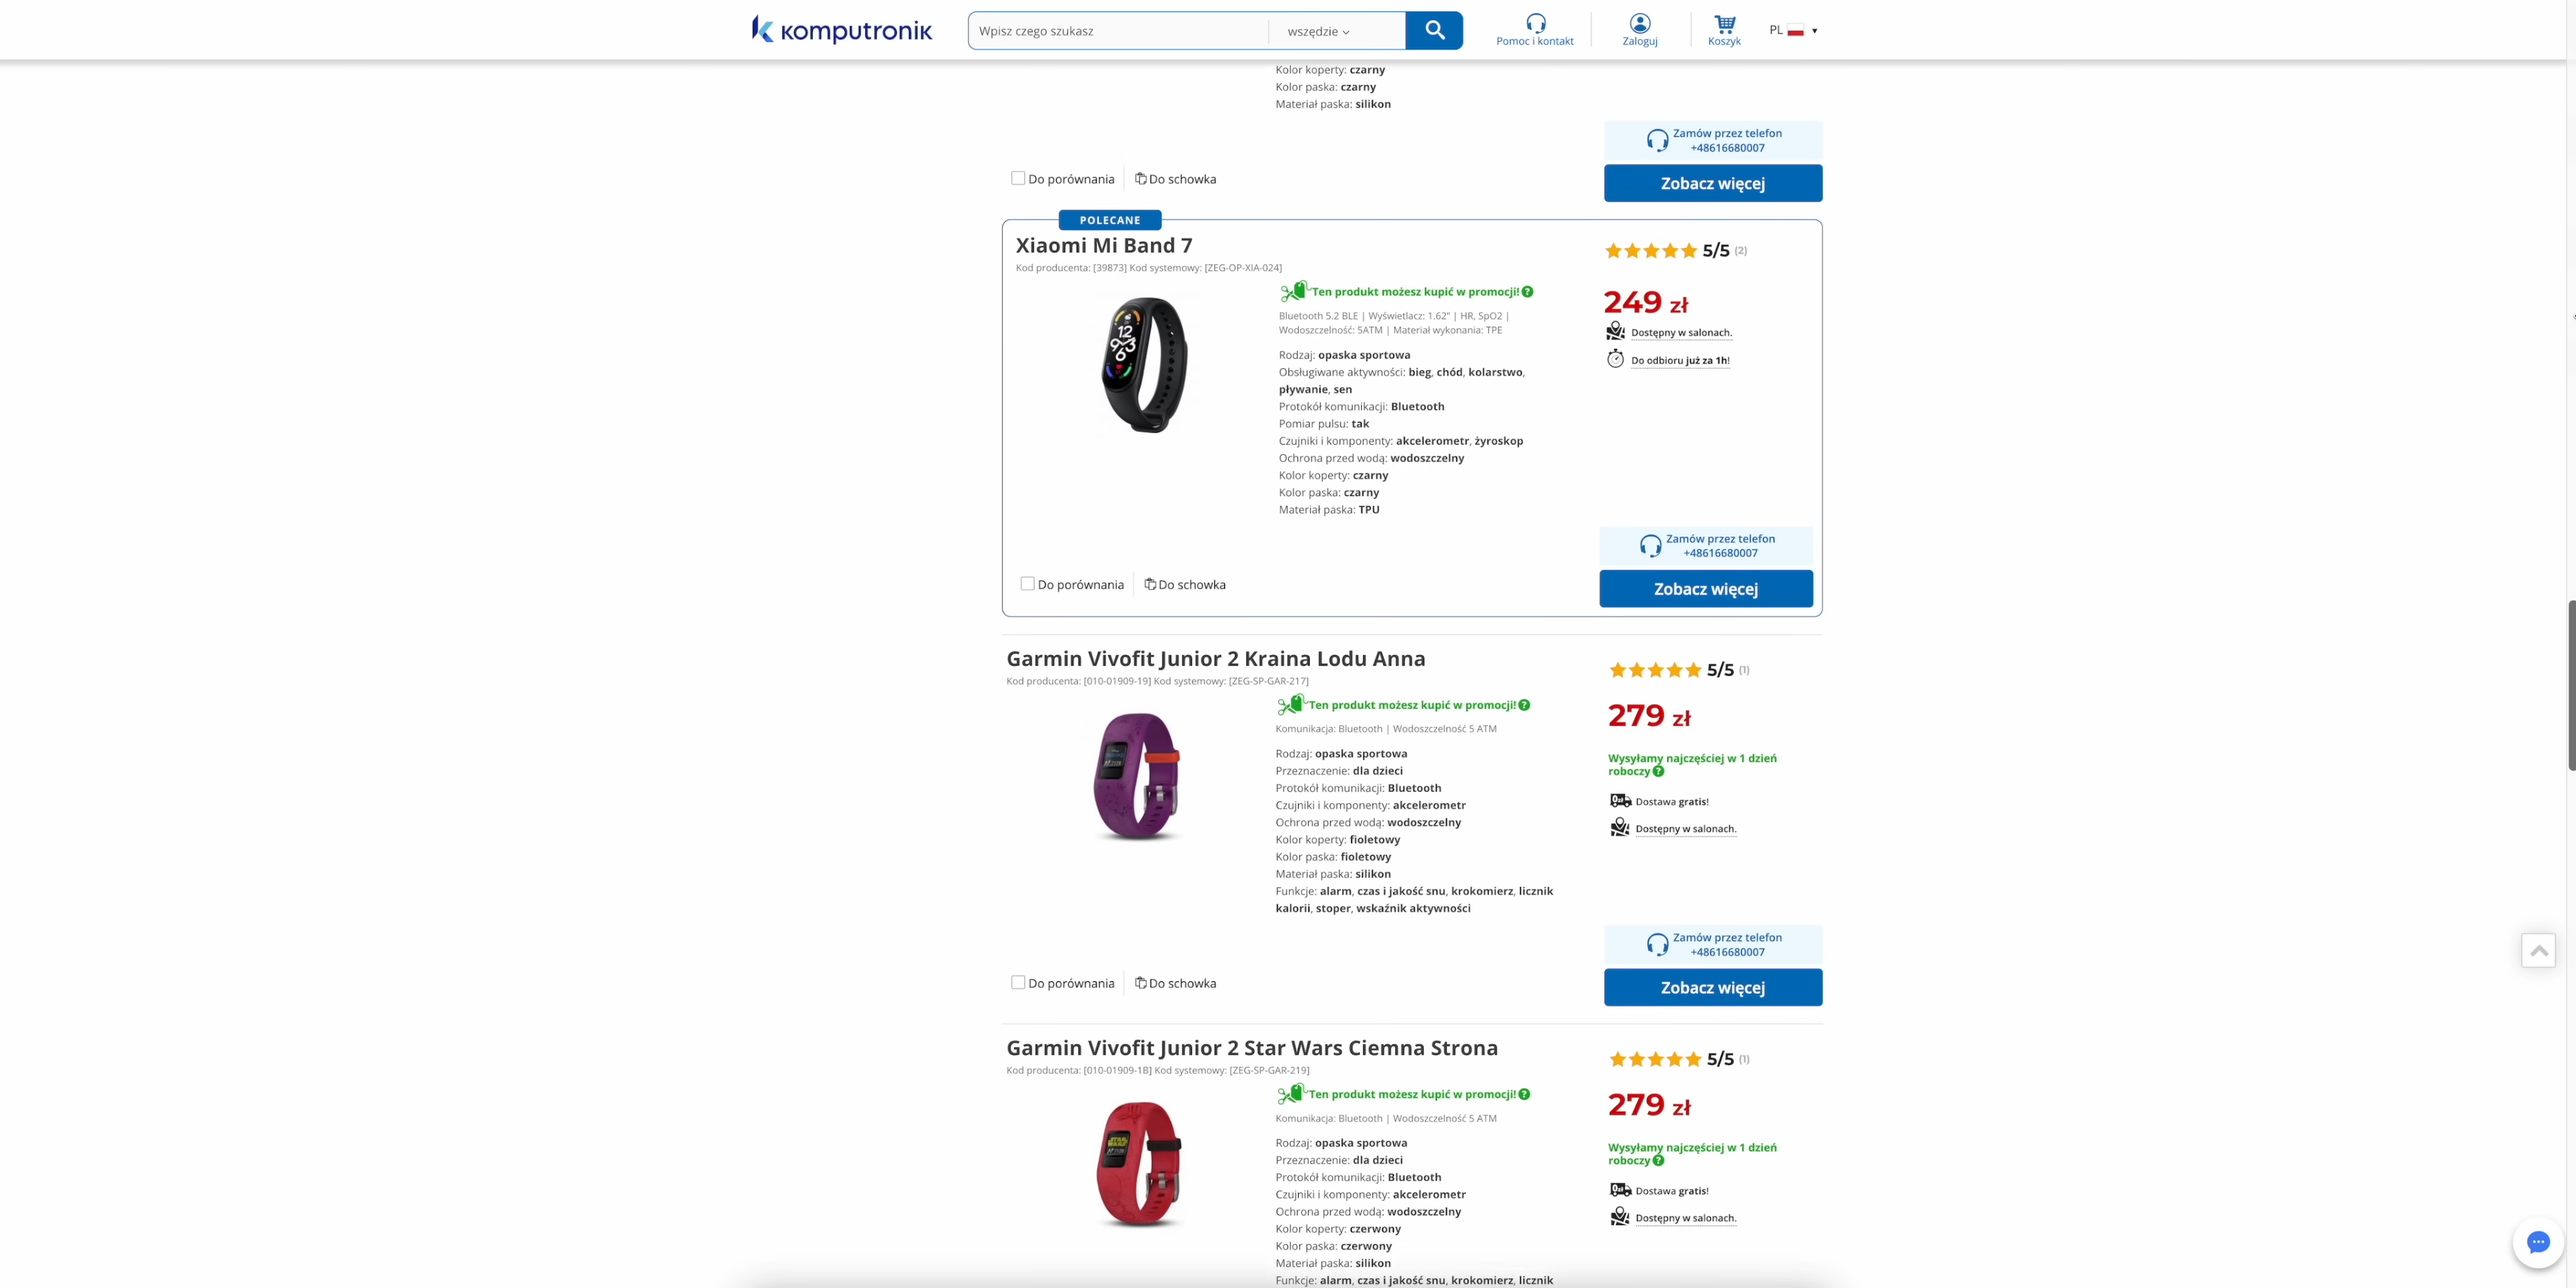 komputronik
Wpisz czego szukasz
wszędzie
Pomoc i kontakt
Zaloguj
Koszyk
PL
Kolor koperty: czarny
Kolor paska: czarny
Materiał paska: silikon
Zamów przez telefon
+48616680007
Do porównania
Do schowka
Zobacz więcej
POLECANE
Xiaomi Mi Band 7
Kod producenta: [39873] Kod systemowy: [ZEG-OP-XIA-024]
5/5 (2)
Ten produkt możesz kupić w promocji!
Bluetooth 5.2 BLE | Wyświetlacz: 1.62" | HR, SpO2 |
Wodoszczelność: 5ATM | Materiał wykonania: TPE
249 zł
Dostępny w salonach.
Do odbioru już za 1h!
Rodzaj: opaska sportowa
Obsługiwane aktywności: bieg, chód, kolarstwo,
pływanie, sen
Protokół komunikacji: Bluetooth
Pomiar pulsu: tak
Czujniki i komponenty: akcelerometr, żyroskop
Ochrona przed wodą: wodoszczelny
Kolor koperty: czarny
Kolor paska: czarny
Materiał paska: TPU
Zamów przez telefon
+48616680007
Do porównania
Do schowka
Zobacz więcej
Garmin Vivofit Junior 2 Kraina Lodu Anna
Kod producenta: [010-01909-19] Kod systemowy: [ZEG-SP-GAR-217]
5/5 (1)
Ten produkt możesz kupić w promocji!
Komunikacja: Bluetooth | Wodoszczelność 5 ATM
279 zł
Wysyłamy najczęściej w 1 dzień
roboczy
Dostawa gratis!
Dostępny w salonach.
Rodzaj: opaska sportowa
Przeznaczenie: dla dzieci
Protokół komunikacji: Bluetooth
Czujniki i komponenty: akcelerometr
Ochrona przed wodą: wodoszczelny
Kolor koperty: fioletowy
Kolor paska: fioletowy
Materiał paska: silikon
Funkcje: alarm, czas i jakość snu, krokomierz, licznik
kalorii, stoper, wskaźnik aktywności
Zamów przez telefon
+48616680007
Do porównania
Do schowka
Zobacz więcej
Garmin Vivofit Junior 2 Star Wars Ciemna Strona
Kod producenta: [010-01909-1B] Kod systemowy: [ZEG-SP-GAR-219]
5/5 (1)
Ten produkt możesz kupić w promocji!
Komunikacja: Bluetooth | Wodoszczelność 5 ATM
279 zł
Wysyłamy najczęściej w 1 dzień
roboczy
Dostawa gratis!
Dostępny w salonach.
Rodzaj: opaska sportowa
Przeznaczenie: dla dzieci
Protokół komunikacji: Bluetooth
Czujniki i komponenty: akcelerometr
Ochrona przed wodą: wodoszczelny
Kolor koperty: czerwony
Kolor paska: czerwony
Materiał paska: silikon
Funkcje: alarm, czas i jakość snu, krokomierz, licznik